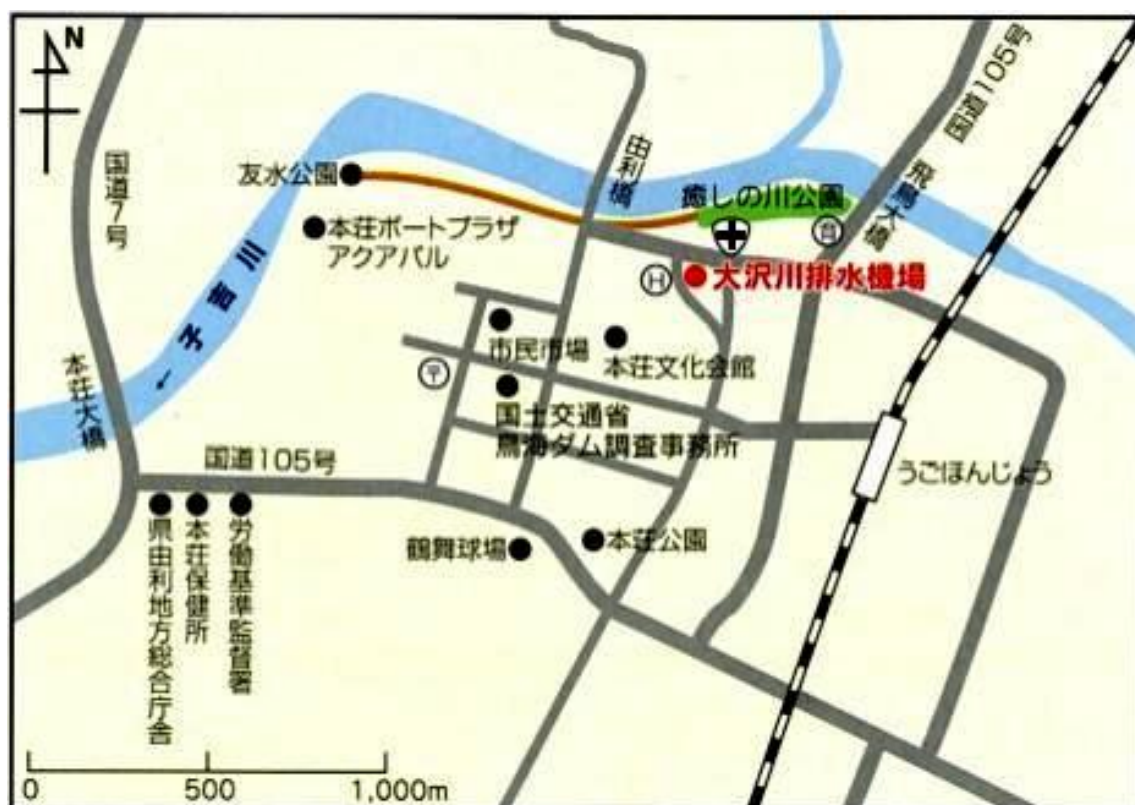 N
国道7号
友水公園
本荘ボートプラザ
アクアパル
由利橋
国道105号
飛鳥大橋
癒しの川公園
H
大沢川排水機場
←子吉川
本荘大橋
市民市場
本荘文化会館
〒
国土交通省
鳥海ダム調査事務所
うごほんじょう
国道105号
鶴舞球場
本荘公園
県由利地方総合庁舎
本荘保健所
労働基準監督署
0 500 1,000m